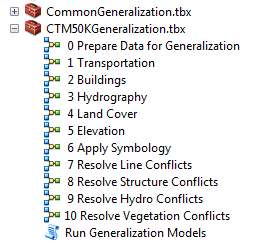 CommonGeneralization.tbx
CTM50KGeneralization.tbx
0 Prepare Data for Generalization
1 Transportation
2 Buildings
3 Hydrography
4 Land Cover
5 Elevation
6 Apply Symbology
7 Resolve Line Conflicts
8 Resolve Structure Conflicts
9 Resolve Hydro Conflicts
10 Resolve Vegetation Conflicts
Run Generalization Models